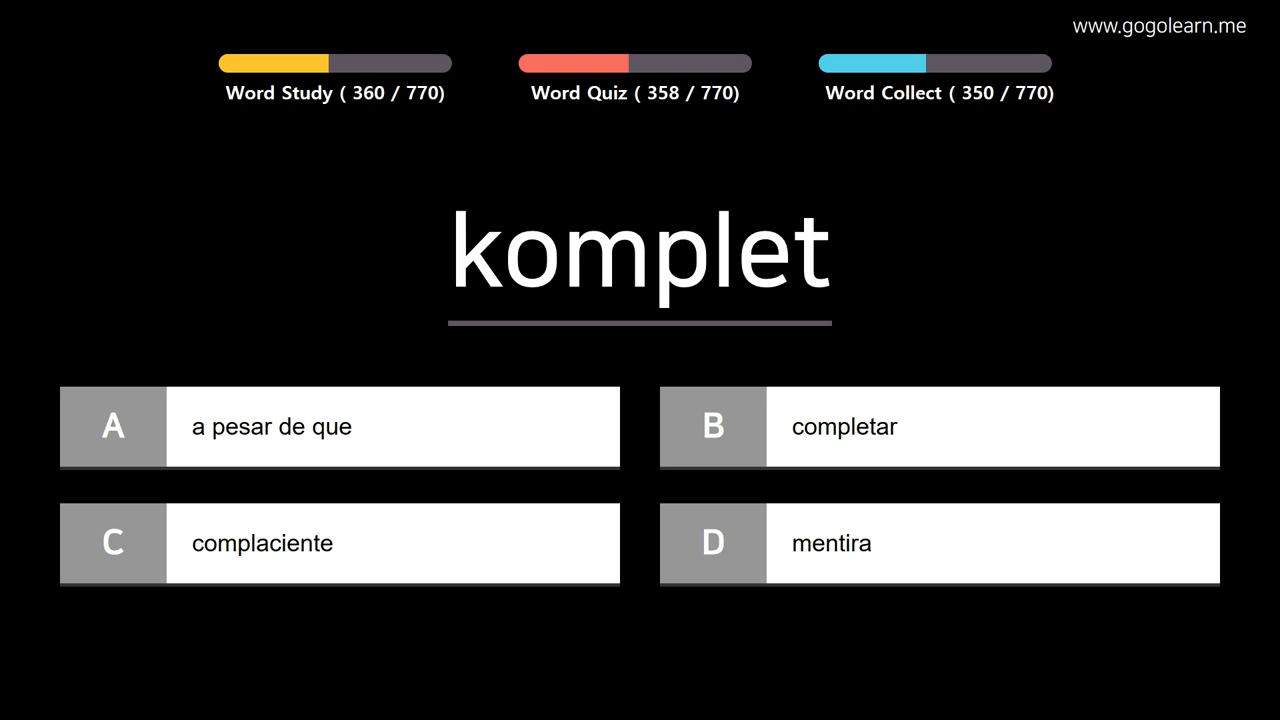 www.gogolearn.me
Word Study ( 360 / 770)
Word Quiz ( 358 / 770)
Word Collect ( 350 / 770)
komplet
A a pesar de que
B completar
C complaciente
D mentira